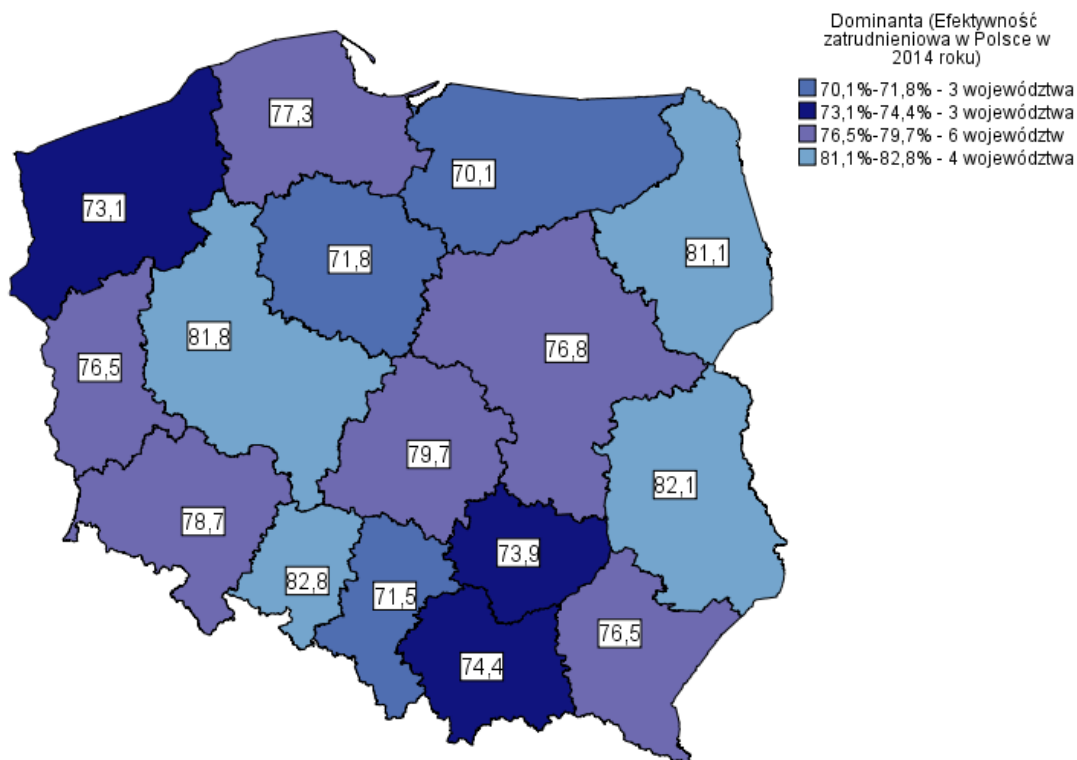 Dominanta (Efektywność
zatrudnieniowa w Polsce w
2014 roku)
70,1%-71,8% - 3 województwa
73,1%-74,4% - 3 województwa
76,5%-79,7% - 6 województw
81,1%-82,8% - 4 województwa
77,3
70,1
73,1
81,1
71,8
81,8
76,8
76,5
79,7
82,1
78,7
73,9
82,8
71,5
76,5
74,4